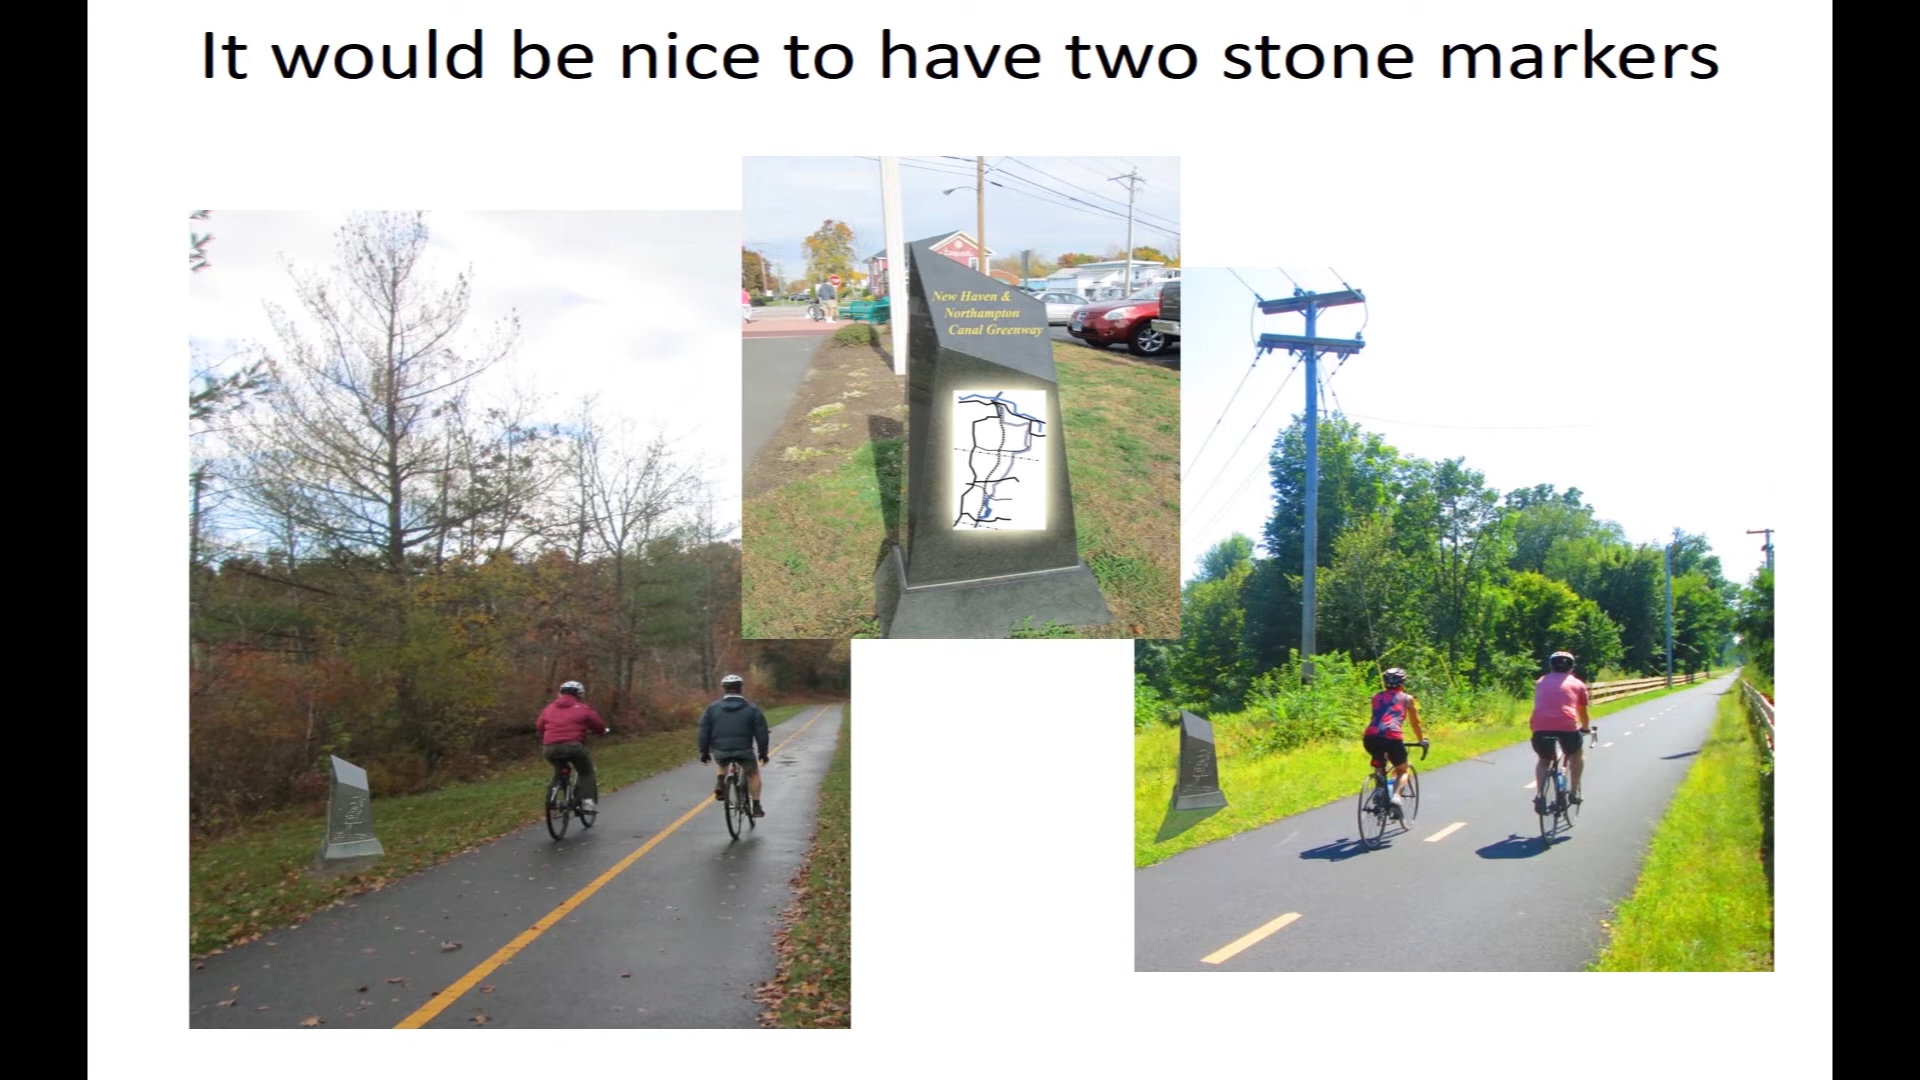 It would be nice to have two stone markers
New Haven &
Northampton
Canal Greenway